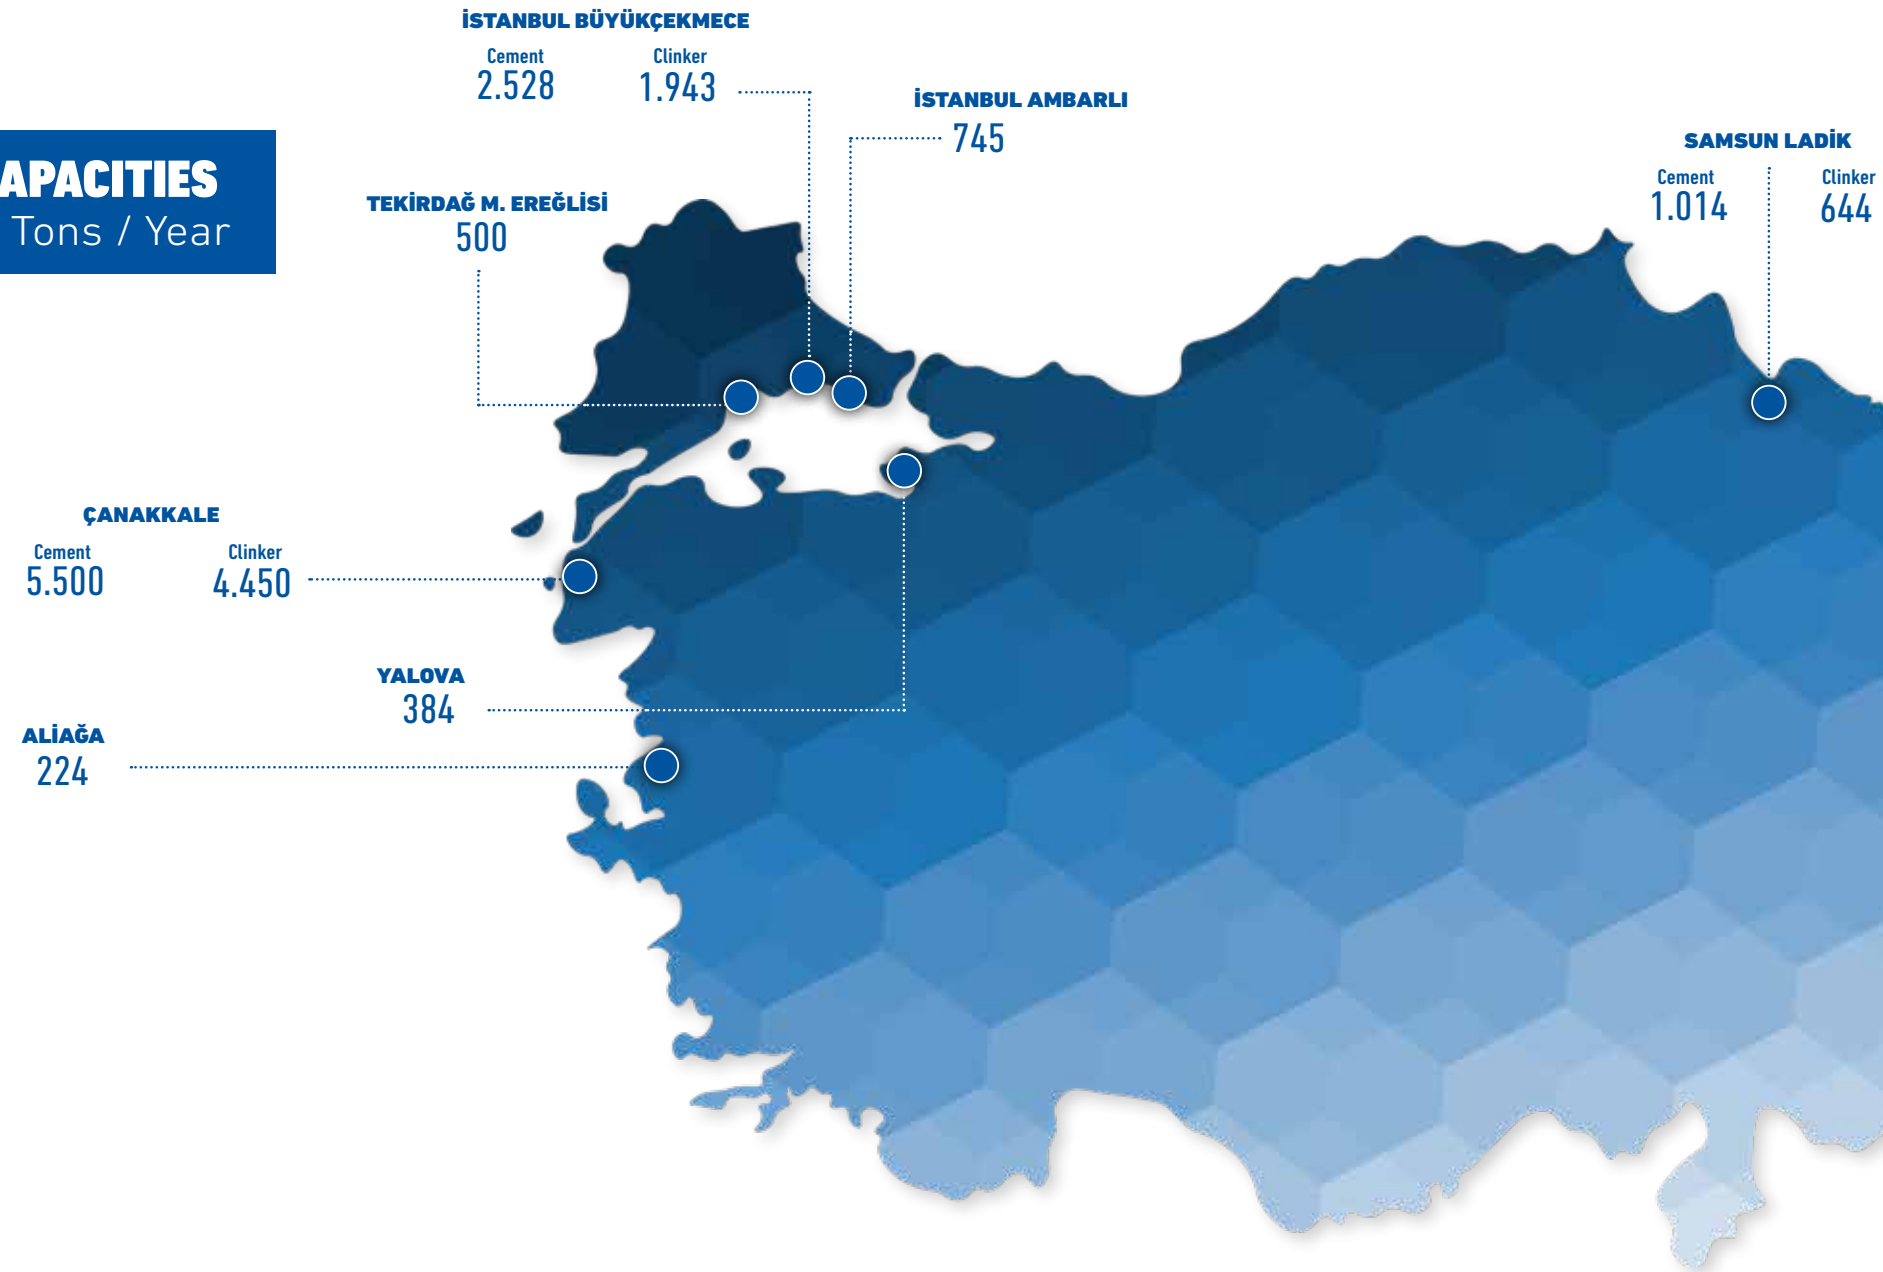 İSTANBUL BÜYÜKÇEKMECE
Cement Clinker
2.528 1.943
İSTANBUL AMBARLI
745
SAMSUN LADİK
Cement Clinker
1.014 644
APACITIES
Tons / Year
TEKİRDAĞ M. EREĞLİSİ
500
ÇANAKKALE
Cement Clinker
5.500 4.450
YALOVA
384
ALİAĞA
224